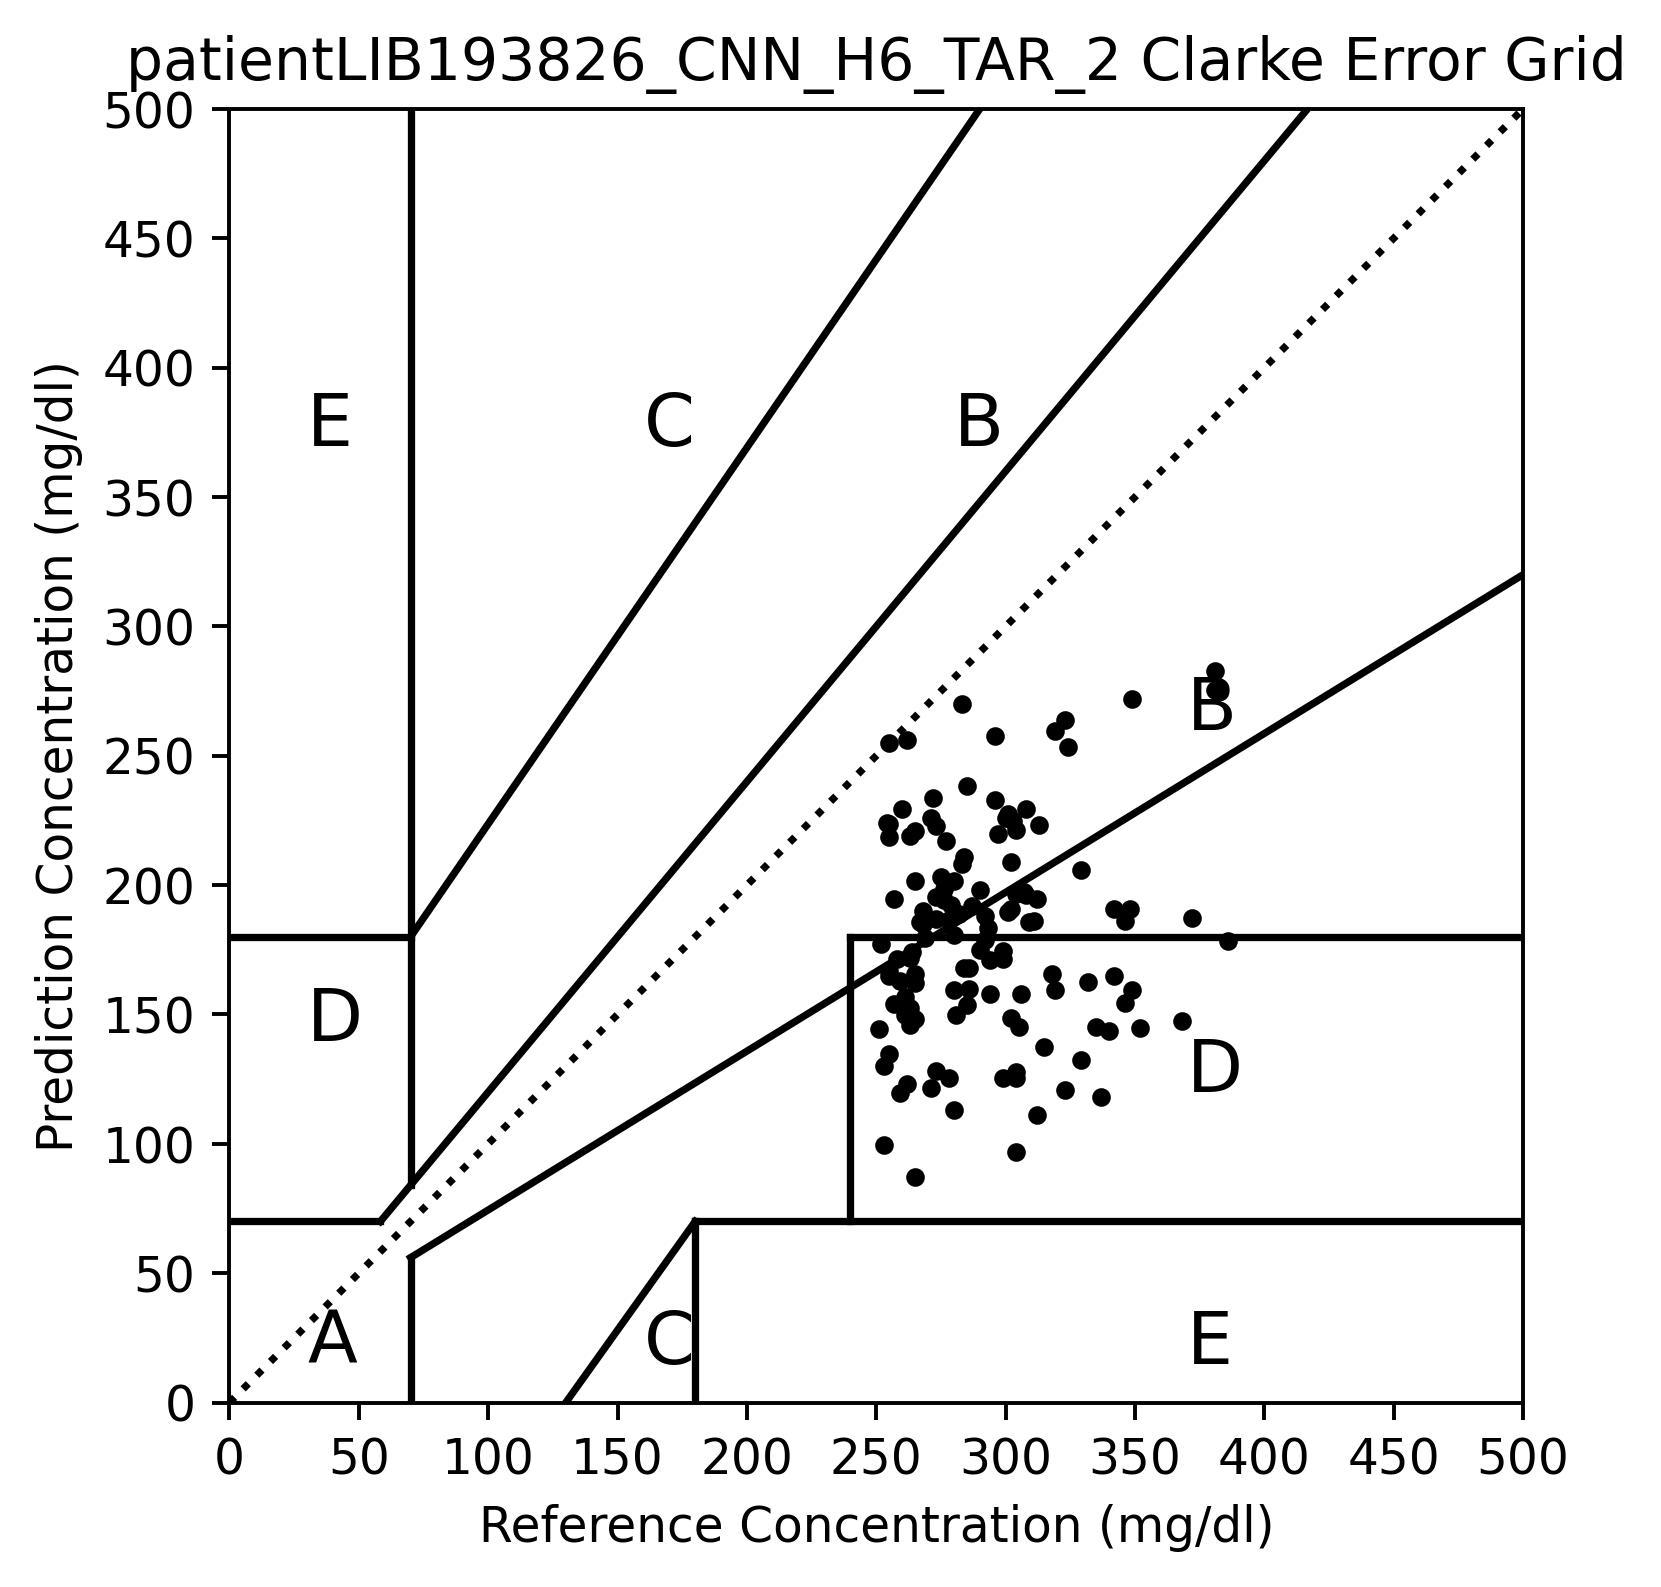 patientLIB193826_CNN_H6_TAR_2 Clarke Error Grid
500
450
400
350
300
250
200
150
100
50
0
Prediction Concentration (mg/dl)
E
C
B
B
D
D
A
C
E
0 50 100 150 200 250 300 350 400 450 500
Reference Concentration (mg/dl)